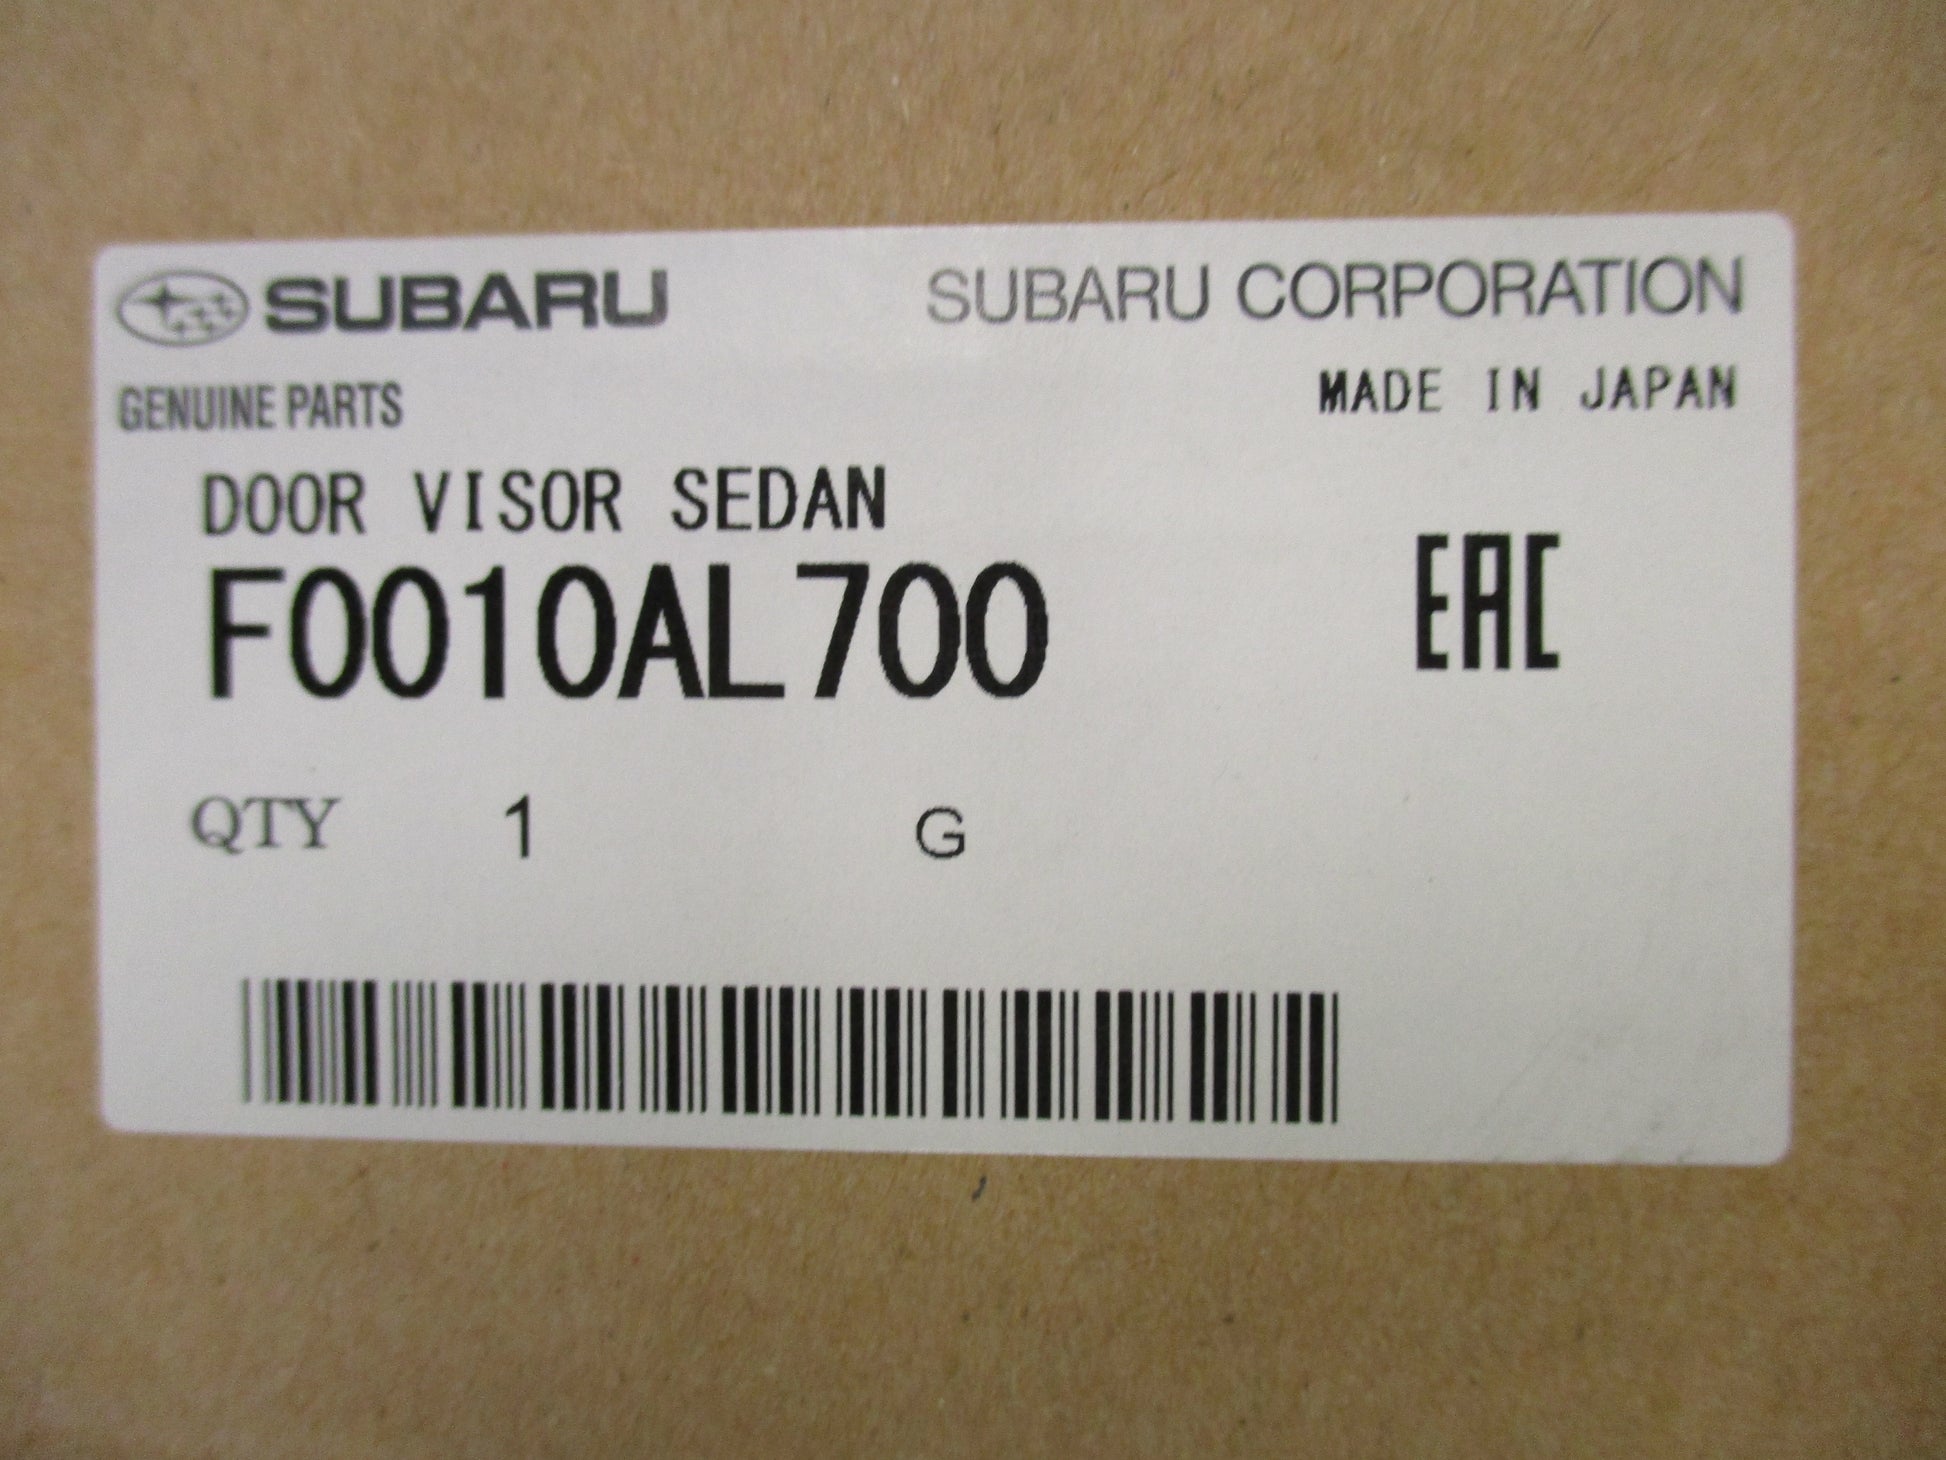 SUBARU SUBARU CORPORATION
GENUINE PARTS MADE IN JAPAN
DOOR VISOR SEDAN
F0010AL700 EAC
QTY 1 G